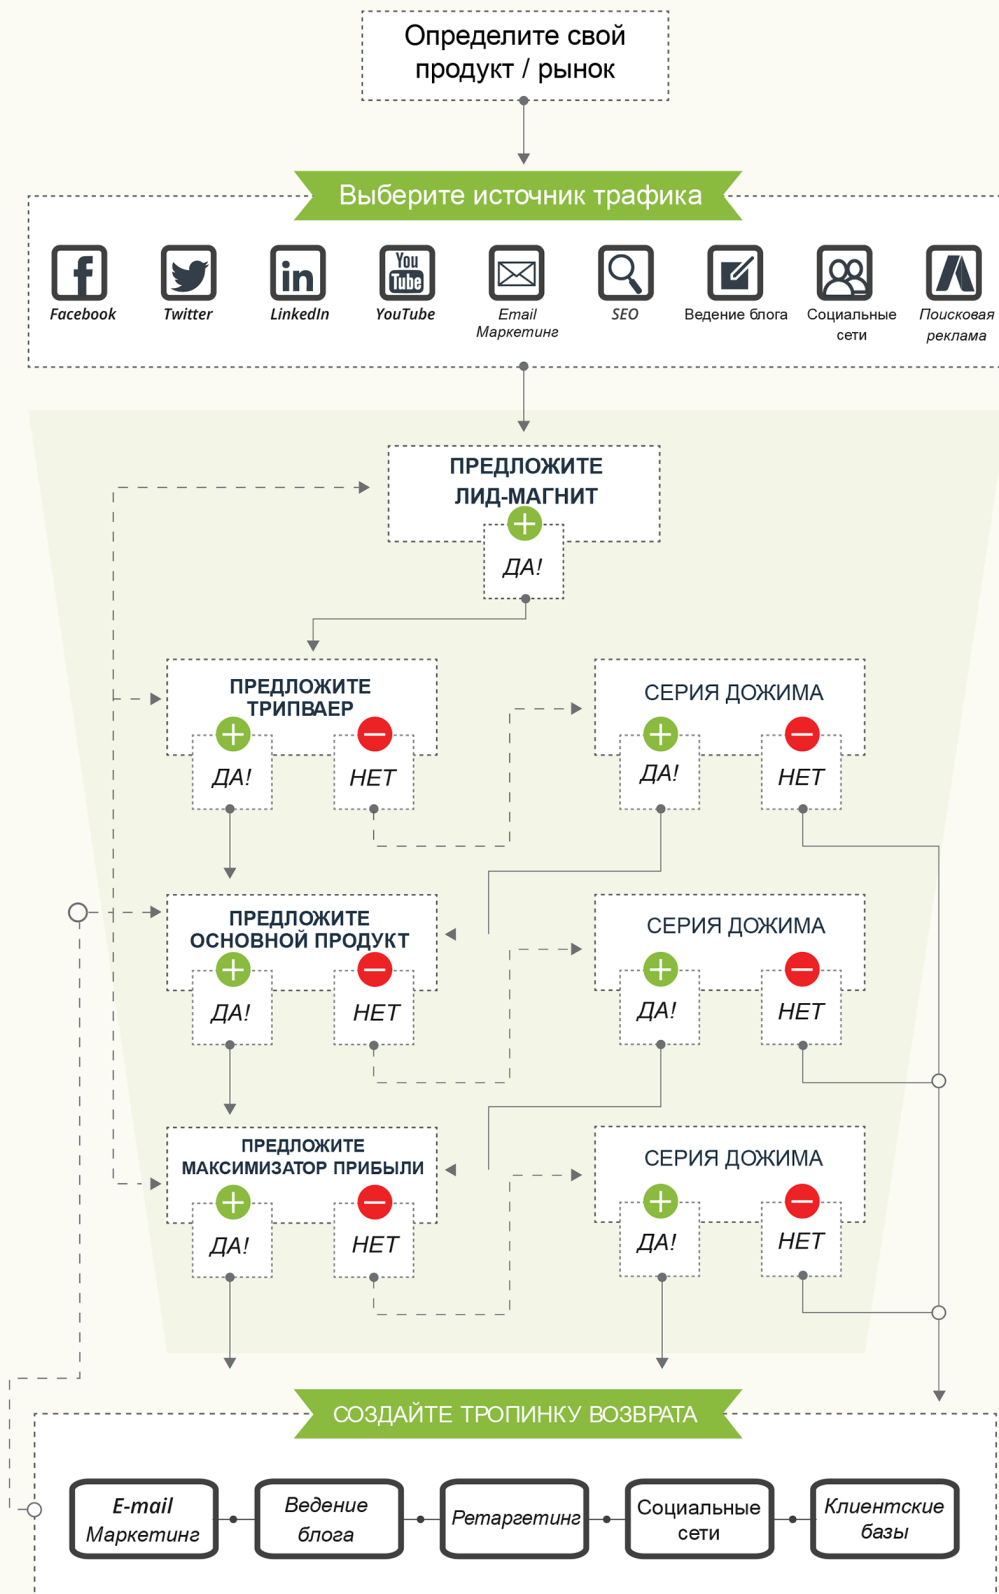 Определите свой
продукт / рынок
Выберите источник трафика
You
Tube
Facebook
Twitter
LinkedIn
YouTube
Email
Маркетинг
SEO
Ведение блога
Социальные
сети
Поисковая
реклама
ПРЕДЛОЖИТЕ
ЛИД-МАГНИТ
ДА!
ПРЕДЛОЖИТЕ
ТРИПВАЕР
ДА!
НЕТ
СЕРИЯ ДОЖИМА
ДА!
НЕТ
ПРЕДЛОЖИТЕ
ОСНОВНОЙ ПРОДУКТ
ДА!
НЕТ
СЕРИЯ ДОЖИМА
ДА!
НЕТ
ПРЕДЛОЖИТЕ
МАКСИМИЗАТОР ПРИБЫЛИ
ДА!
НЕТ
СЕРИЯ ДОЖИМА
ДА!
НЕТ
СОЗДАЙТЕ ТРОПИНКУ ВОЗВРАТА
E-mail
Маркетинг
Ведение
блога
Ретаргетинг
Социальные
сети
Клиентские
базы